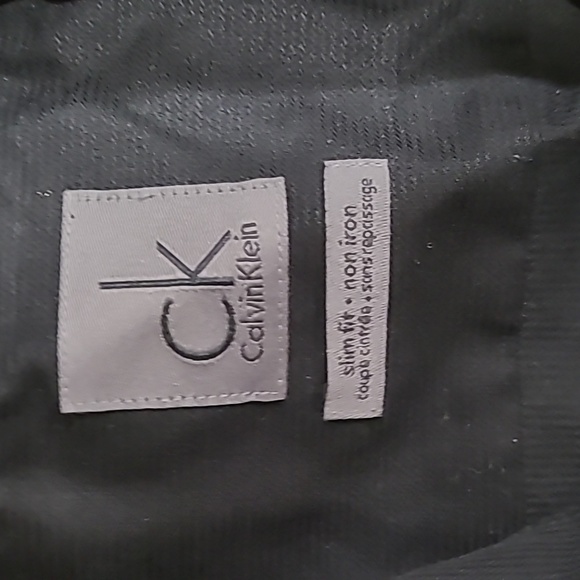 ck
Calvin Klein
slim fit • non iron
coupe cintrée • sans repassage